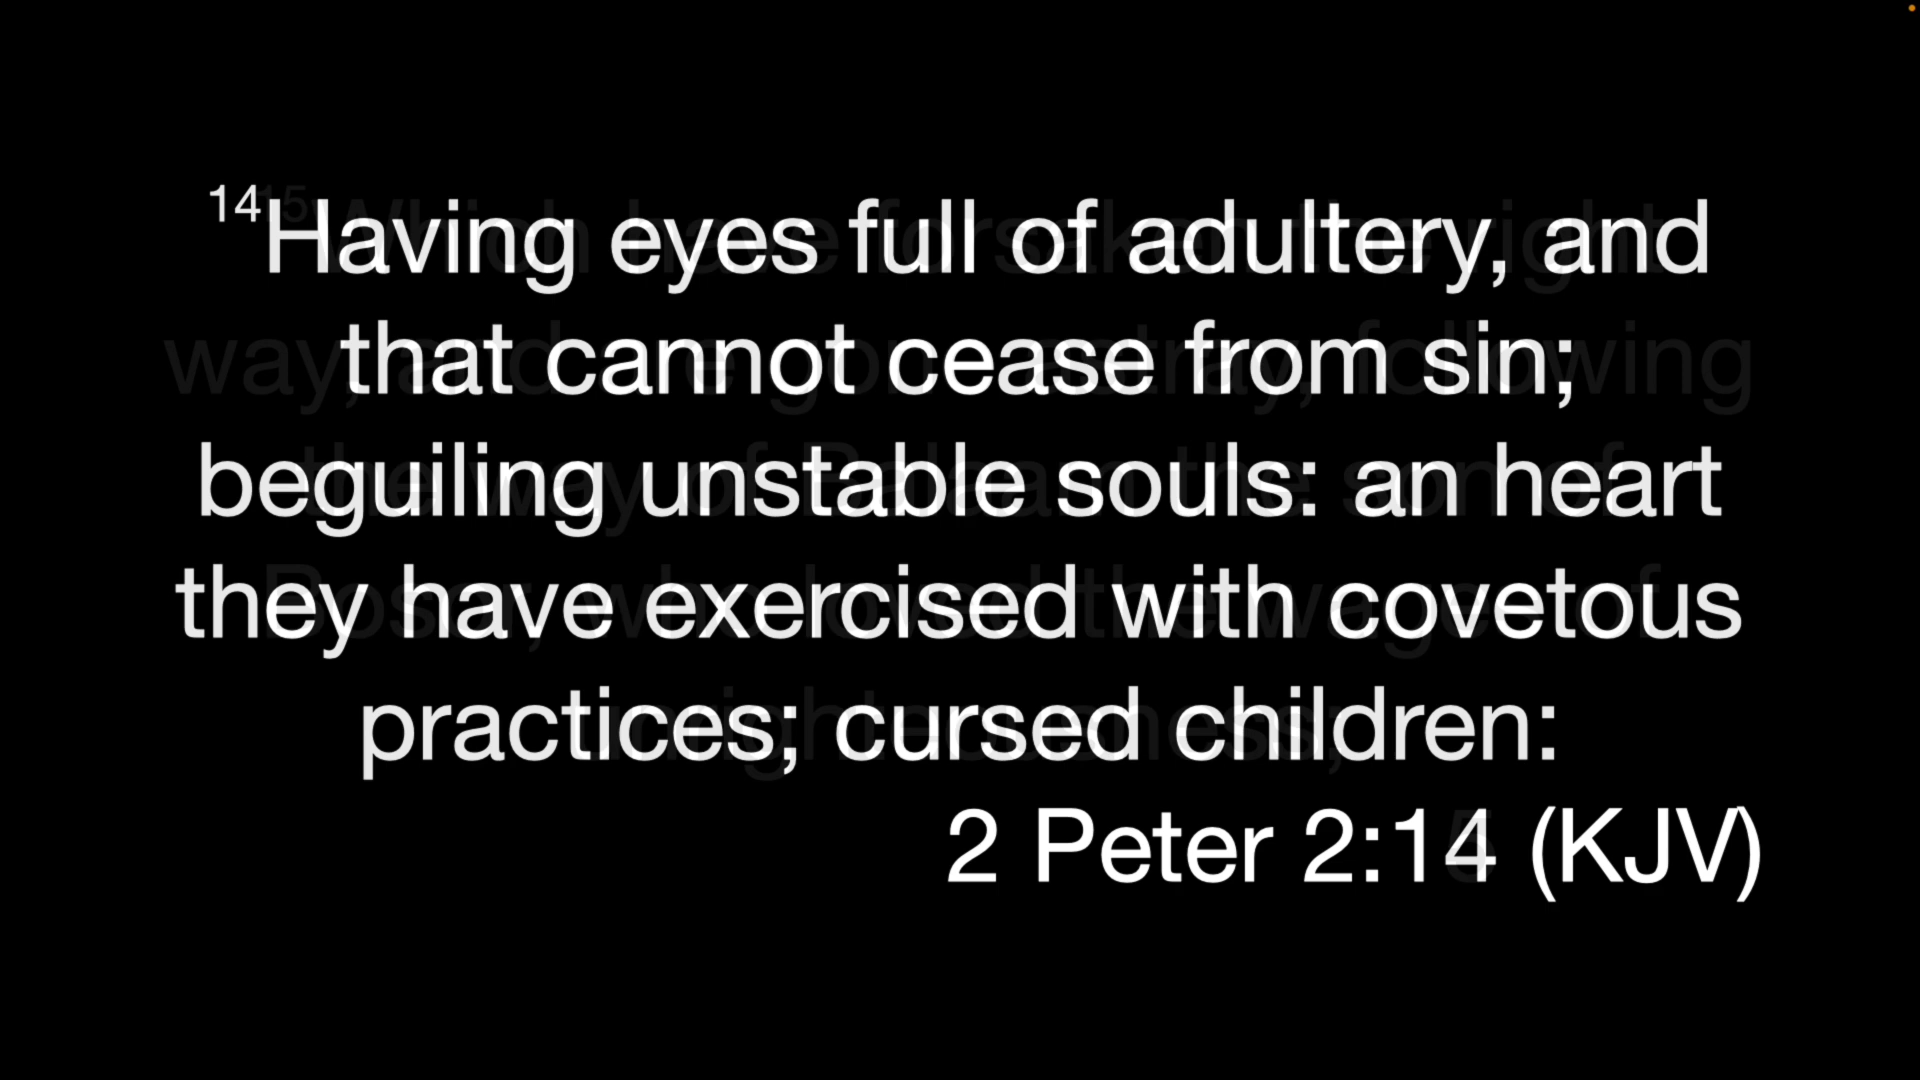 14Having eyes full of adultery, and
that cannot cease from sin;
beguiling unstable souls: an heart
they have exercised with covetous
practices; cursed children:
2 Peter 2:14 (KJV)